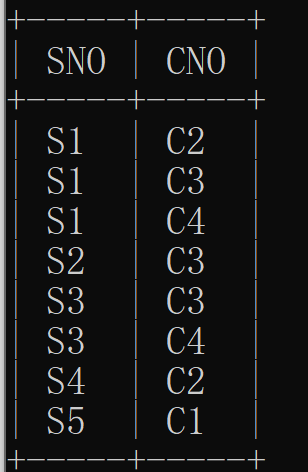 +------+------+
| SNO | CNO |
+------+------+
| S1 | C2 |
| S1 | C3 |
| S1 | C4 |
| S2 | C3 |
| S3 | C3 |
| S3 | C4 |
| S4 | C2 |
| S5 | C1 |
+------+------+